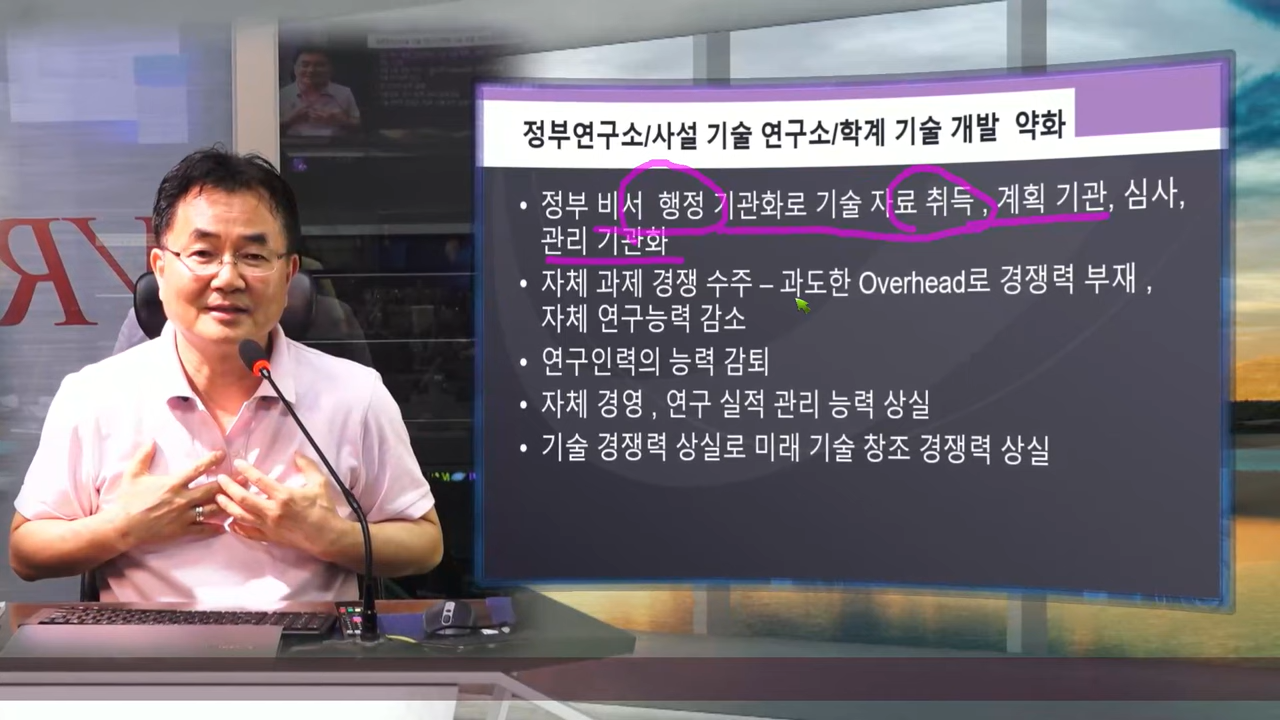 정부연구소/사설 기술 연구소/학계 기술 개발 약화
• 정부 비서 행정 기관화로 기술 자료 취득 , 계획 기관, 심사,
관리 기관화
• 자체 과제 경쟁 수주 – 과도한 Overhead로 경쟁력 부재 ,
자체 연구능력 감소
• 연구인력의 능력 감퇴
• 자체 경영 , 연구 실적 관리 능력 상실
• 기술 경쟁력 상실로 미래 기술 창조 경쟁력 상실